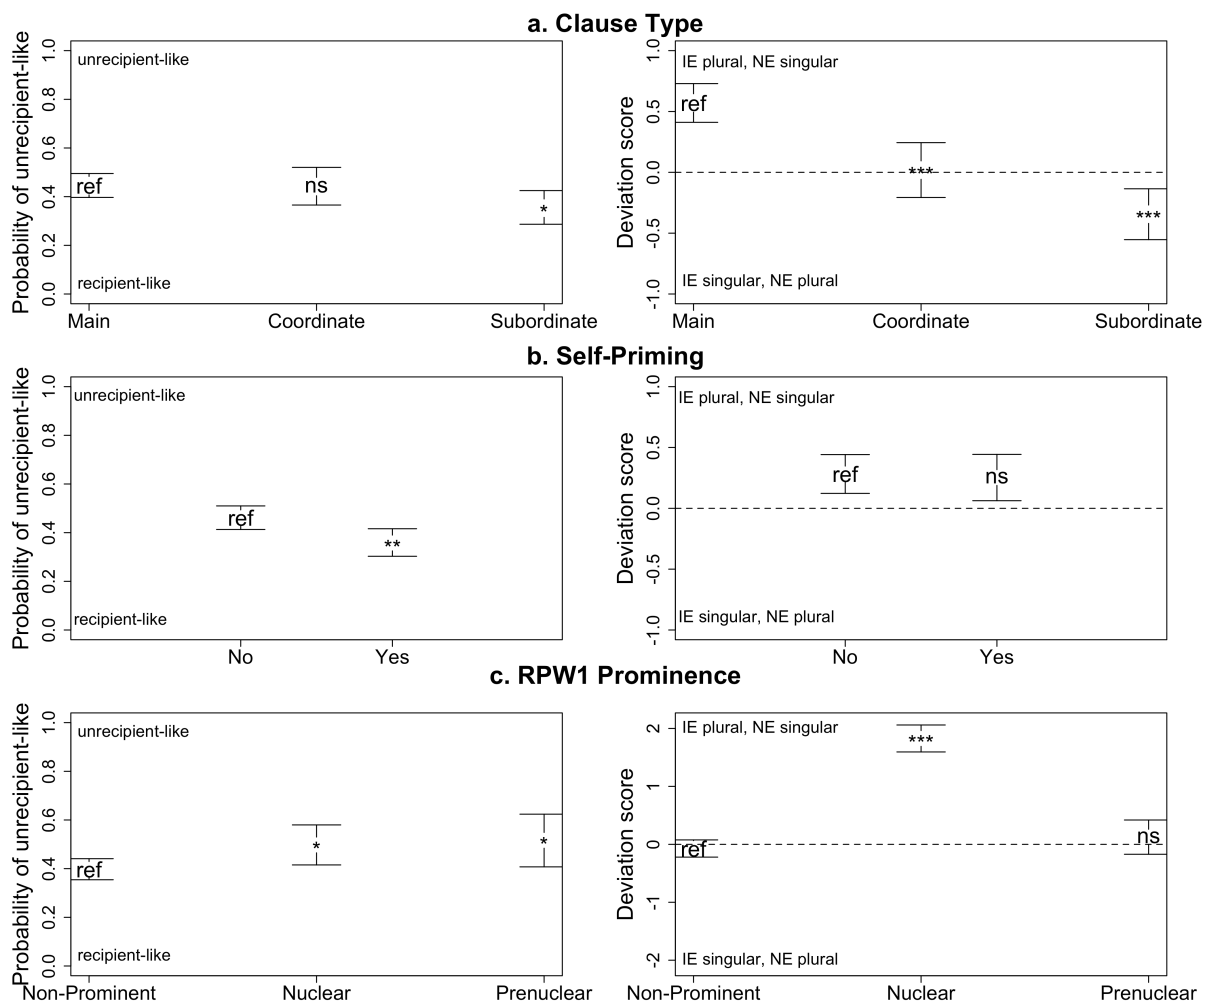 a. Clause Type
Probability of unrecipient-like
1.0
0.8
0.6
0.4
0.2
0.0
unrecipient-like
ref
ns
*
recipient-like
Main Coordinate Subordinate
Deviation score
1.0
0.5
0.0
-0.5
-1.0
IE plural, NE singular
ref
***
***
IE singular, NE plural
Main Coordinate Subordinate
b. Self-Priming
Probability of unrecipient-like
1.0
0.8
0.6
0.4
0.2
0.0
unrecipient-like
ref
**
recipient-like
No Yes
Deviation score
1.0
0.5
0.0
-0.5
-1.0
IE plural, NE singular
ref
ns
IE singular, NE plural
No Yes
c. RPW1 Prominence
Probability of unrecipient-like
1.0
0.8
0.6
0.4
0.2
0.0
unrecipient-like
ref
*
*
recipient-like
Non-Prominent Nuclear Prenuclear
Deviation score
2
1
0
-1
-2
IE plural, NE singular
ref
***
ns
IE singular, NE plural
Non-Prominent Nuclear Prenuclear